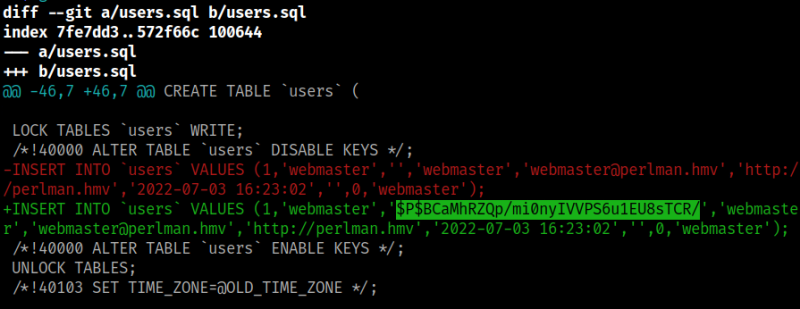 diff --git a/users.sql b/users.sql
index 7fe7dd3..572f66c 100644
--- a/users.sql
+++ b/users.sql
@@ -46,7 +46,7 @@ CREATE TABLE `users` (
 LOCK TABLES `users` WRITE;
 /*!40000 ALTER TABLE `users` DISABLE KEYS */;
-INSERT INTO `users` VALUES (1,'webmaster','','webmaster','webmaster@perlman.hmv','http:/
/perlman.hmv','2022-07-03 16:23:02','',0,'webmaster');
+INSERT INTO `users` VALUES (1,'webmaster','$P$BCaMhRZQp/mi0nyIVVPS6u1EU8sTCR/','webmaste
r','webmaster@perlman.hmv','http://perlman.hmv','2022-07-03 16:23:02','',0,'webmaster');
 /*!40000 ALTER TABLE `users` ENABLE KEYS */;
 UNLOCK TABLES;
 /*!40103 SET TIME_ZONE=@OLD_TIME_ZONE */;